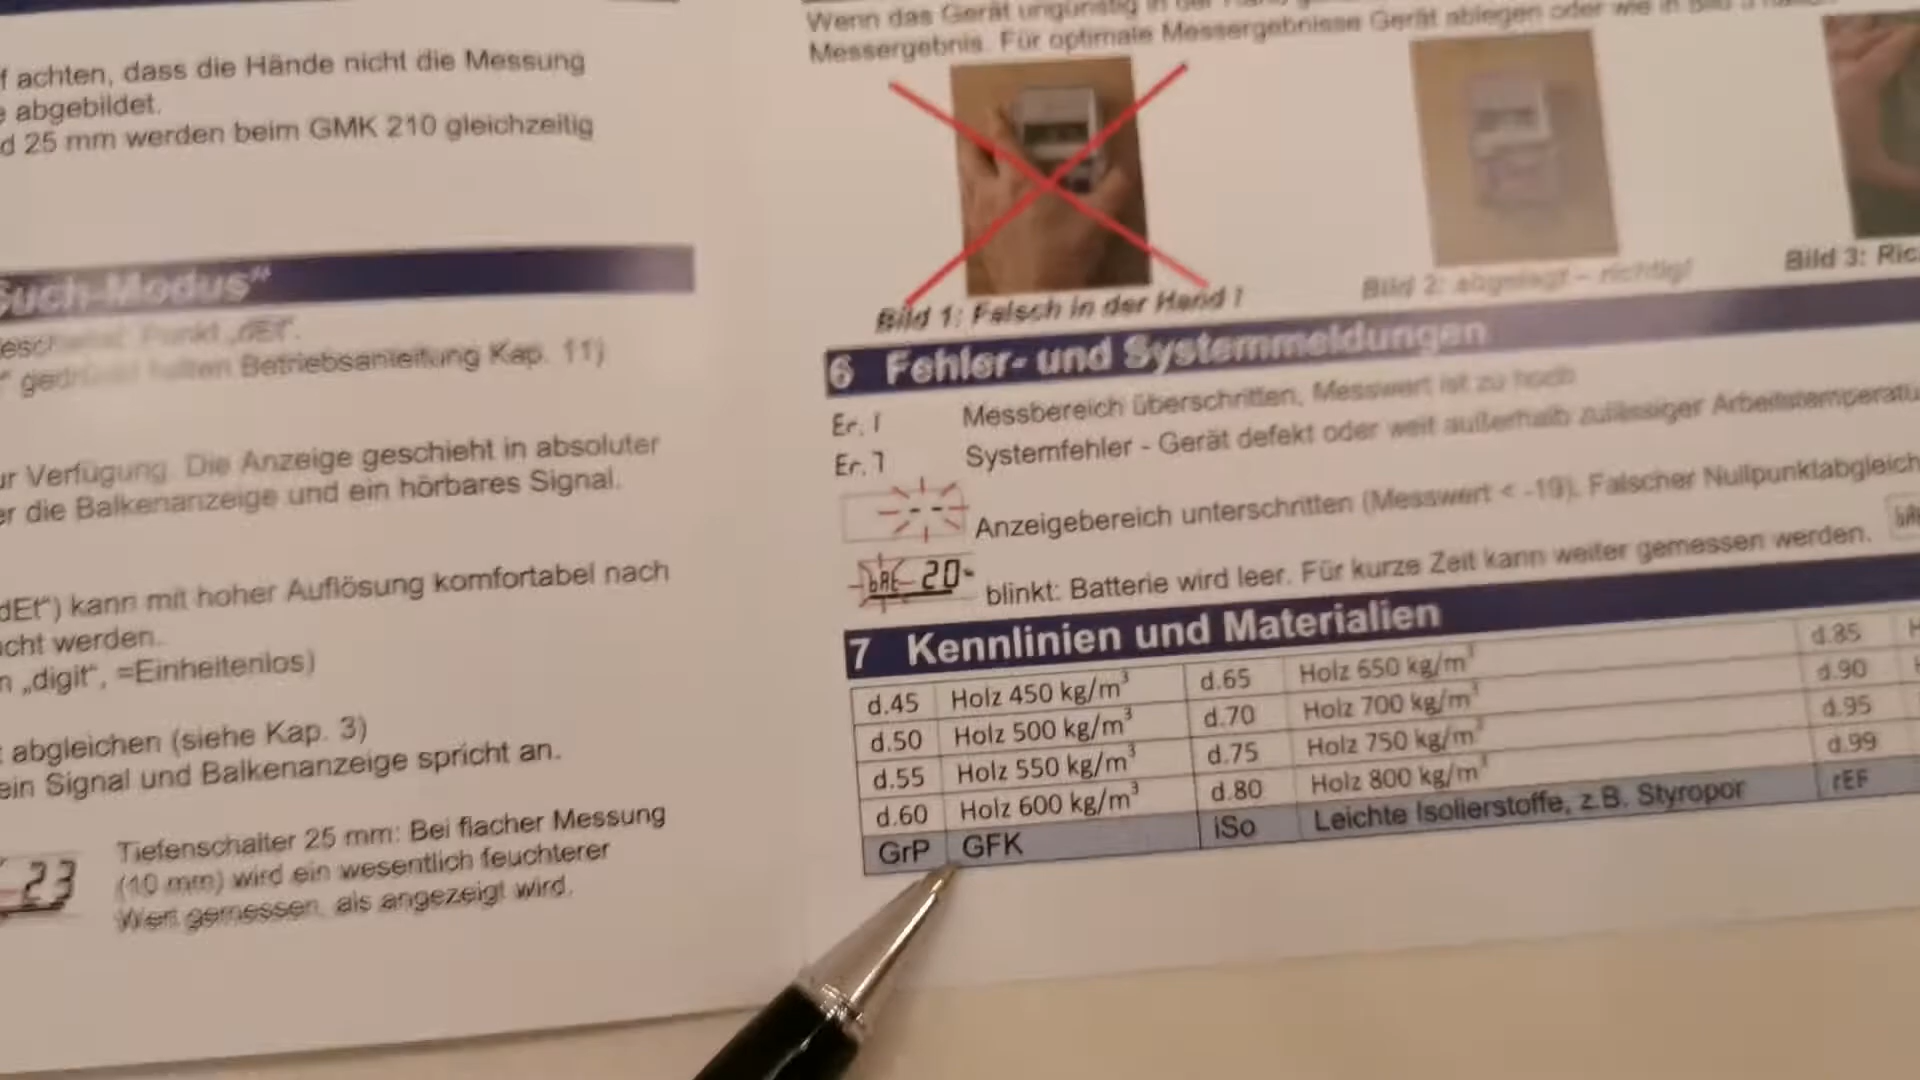 f achten, dass die Hände nicht die Messung
e abgebildet.
d 25 mm werden beim GMK 210 gleichzeitig
Such-Modus"
Punkt „dEt".
halten Betriebsanleitung Kap. 11)
ur Verfügung. Die Anzeige geschieht in absoluter
er die Balkenanzeige und ein hörbares Signal.
dEt") kann mit hoher Auflösung komfortabel nach
cht werden.
n „digit", =Einheitenlos)
t abgleichen (siehe Kap. 3)
ein Signal und Balkenanzeige spricht an.
23
Tiefenschalter 25 mm: Bei flacher Messung
(10 mm) wird ein wesentlich feuchterer
Wert gemessen, als angezeigt wird.
Wenn das Gerät ungünstig in der
Messergebnis. Für optimale Messergebnisse Gerät ablegen oder wie in Bild 3
Bild 1: Falsch in der Hand !
Bild 2: abgelegt – richtig!
Bild 3: Ric
6 Fehler- und Systemmeldungen
Er. 1 Messbereich überschritten, Messwert ist zu hoch
Er. 7 Systemfehler - Gerät defekt oder weit außerhalb zulässiger Arbeitstemperatu
-- Anzeigebereich unterschritten (Messwert < -19). Falscher Nullpunktabgleich
bAt 20 blinkt: Batterie wird leer. Für kurze Zeit kann weiter gemessen werden.
7 Kennlinien und Materialien
d.45 Holz 450 kg/m³ d.65 Holz 650 kg/m³ d.85 H
d.50 Holz 500 kg/m³ d.70 Holz 700 kg/m³ d.90
d.55 Holz 550 kg/m³ d.75 Holz 750 kg/m³ d.95
d.60 Holz 600 kg/m³ d.80 Holz 800 kg/m³ d.99
GrP GFK iSo Leichte Isolierstoffe, z.B. Styropor rEF